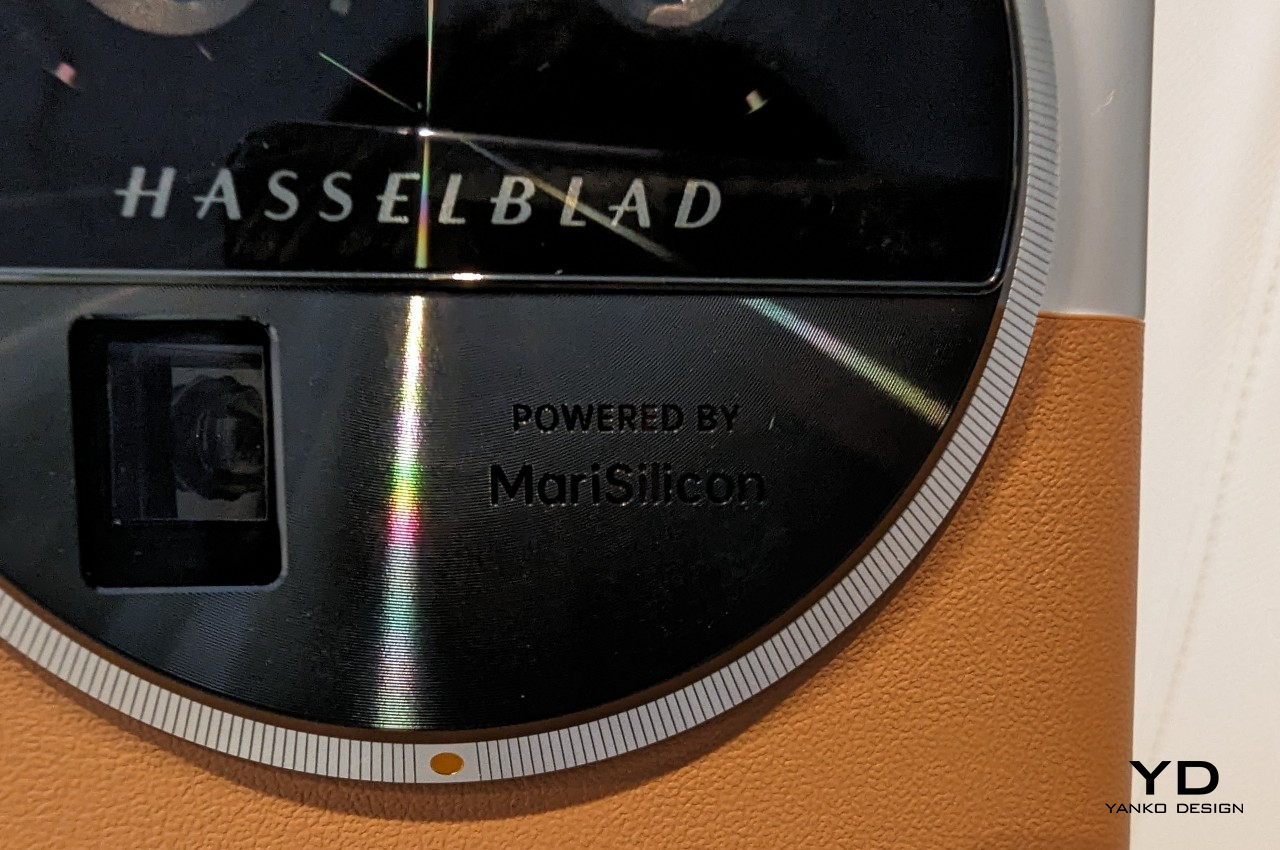 HASSELBLAD
POWERED BY
MariSilicon
YD
YANKO DESIGN